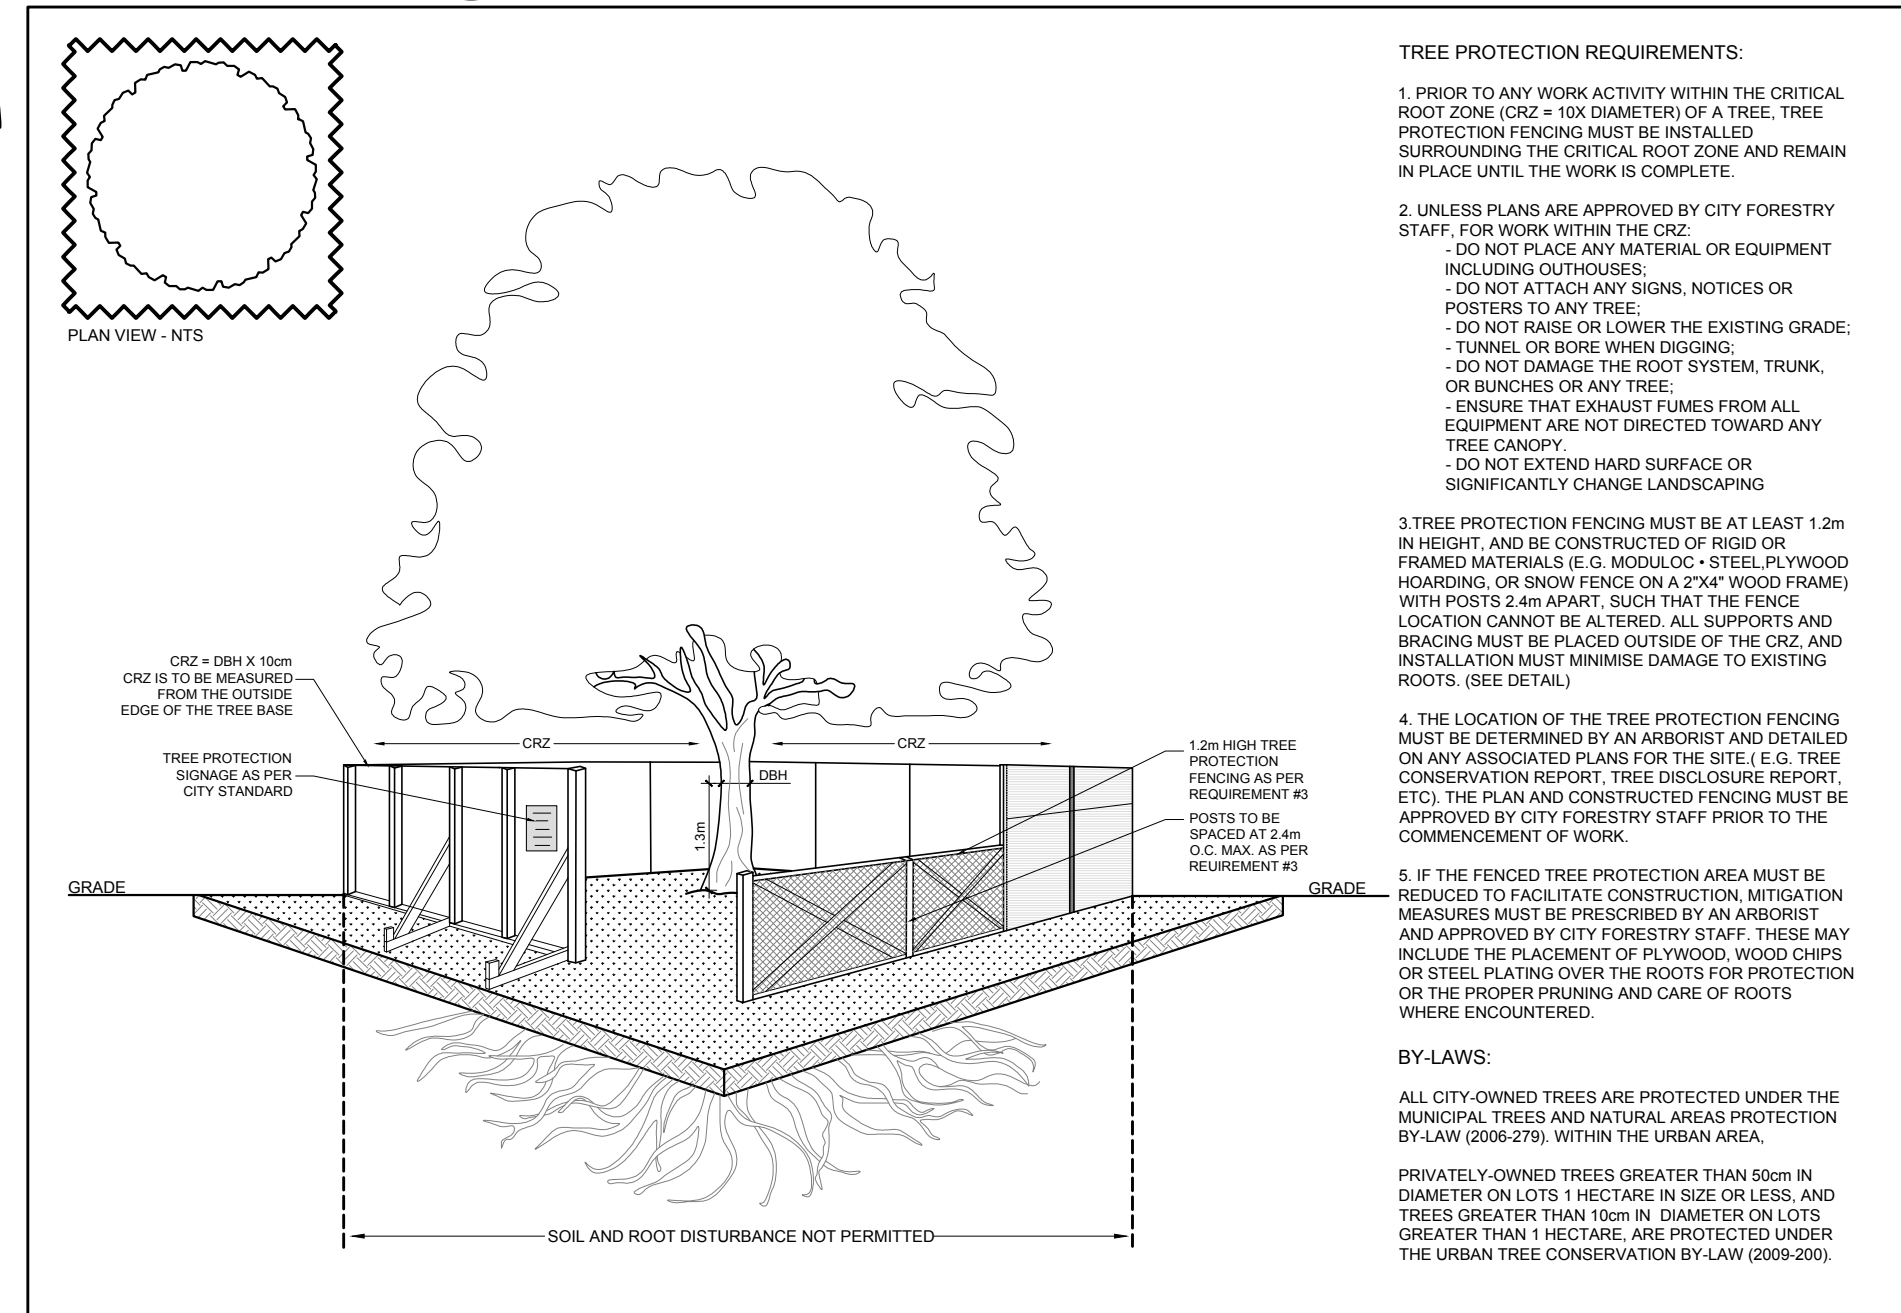 PLAN VIEW - NTS
CRZ = DBH X 10cm
CRZ IS TO BE MEASURED
FROM THE OUTSIDE
EDGE OF THE TREE BASE
TREE PROTECTION
SIGNAGE AS PER
CITY STANDARD
CRZ
CRZ
DBH
1.3m
1.2m HIGH TREE
PROTECTION
FENCING AS PER
REQUIREMENT #3
POSTS TO BE
SPACED AT 2.4m
O.C. MAX. AS PER
REUIREMENT #3
GRADE
GRADE
SOIL AND ROOT DISTURBANCE NOT PERMITTED
TREE PROTECTION REQUIREMENTS:
1. PRIOR TO ANY WORK ACTIVITY WITHIN THE CRITICAL
ROOT ZONE (CRZ = 10X DIAMETER) OF A TREE, TREE
PROTECTION FENCING MUST BE INSTALLED
SURROUNDING THE CRITICAL ROOT ZONE AND REMAIN
IN PLACE UNTIL THE WORK IS COMPLETE.
2. UNLESS PLANS ARE APPROVED BY CITY FORESTRY
STAFF, FOR WORK WITHIN THE CRZ:
- DO NOT PLACE ANY MATERIAL OR EQUIPMENT
INCLUDING OUTHOUSES;
- DO NOT ATTACH ANY SIGNS, NOTICES OR
POSTERS TO ANY TREE;
- DO NOT RAISE OR LOWER THE EXISTING GRADE;
- TUNNEL OR BORE WHEN DIGGING;
- DO NOT DAMAGE THE ROOT SYSTEM, TRUNK,
OR BUNCHES OR ANY TREE;
- ENSURE THAT EXHAUST FUMES FROM ALL
EQUIPMENT ARE NOT DIRECTED TOWARD ANY
TREE CANOPY.
- DO NOT EXTEND HARD SURFACE OR
SIGNIFICANTLY CHANGE LANDSCAPING
3.TREE PROTECTION FENCING MUST BE AT LEAST 1.2m
IN HEIGHT, AND BE CONSTRUCTED OF RIGID OR
FRAMED MATERIALS (E.G. MODULOC • STEEL,PLYWOOD
HOARDING, OR SNOW FENCE ON A 2"X4" WOOD FRAME)
WITH POSTS 2.4m APART, SUCH THAT THE FENCE
LOCATION CANNOT BE ALTERED. ALL SUPPORTS AND
BRACING MUST BE PLACED OUTSIDE OF THE CRZ, AND
INSTALLATION MUST MINIMISE DAMAGE TO EXISTING
ROOTS. (SEE DETAIL)
4. THE LOCATION OF THE TREE PROTECTION FENCING
MUST BE DETERMINED BY AN ARBORIST AND DETAILED
ON ANY ASSOCIATED PLANS FOR THE SITE.( E.G. TREE
CONSERVATION REPORT, TREE DISCLOSURE REPORT,
ETC). THE PLAN AND CONSTRUCTED FENCING MUST BE
APPROVED BY CITY FORESTRY STAFF PRIOR TO THE
COMMENCEMENT OF WORK.
5. IF THE FENCED TREE PROTECTION AREA MUST BE
REDUCED TO FACILITATE CONSTRUCTION, MITIGATION
MEASURES MUST BE PRESCRIBED BY AN ARBORIST
AND APPROVED BY CITY FORESTRY STAFF. THESE MAY
INCLUDE THE PLACEMENT OF PLYWOOD, WOOD CHIPS
OR STEEL PLATING OVER THE ROOTS FOR PROTECTION
OR THE PROPER PRUNING AND CARE OF ROOTS
WHERE ENCOUNTERED.
BY-LAWS:
ALL CITY-OWNED TREES ARE PROTECTED UNDER THE
MUNICIPAL TREES AND NATURAL AREAS PROTECTION
BY-LAW (2006-279). WITHIN THE URBAN AREA,
PRIVATELY-OWNED TREES GREATER THAN 50cm IN
DIAMETER ON LOTS 1 HECTARE IN SIZE OR LESS, AND
TREES GREATER THAN 10cm IN DIAMETER ON LOTS
GREATER THAN 1 HECTARE, ARE PROTECTED UNDER
THE URBAN TREE CONSERVATION BY-LAW (2009-200).